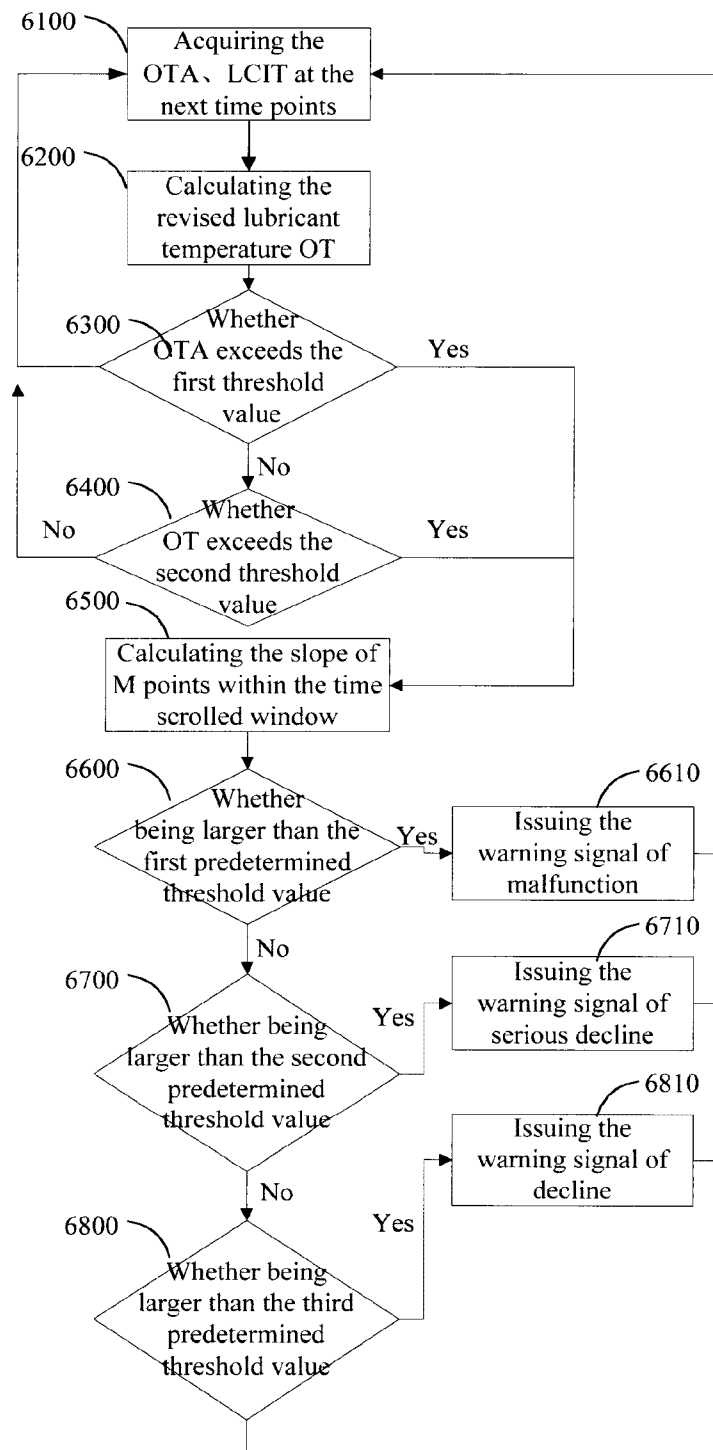 6100
Acquiring the
OTA、LCIT at the
next time points
6200
Calculating the
revised lubricant
temperature OT
6300
Whether
OTA exceeds the
first threshold
value
Yes
No
6400
Whether
OT exceeds the
second threshold
value
No
Yes
6500
Calculating the slope of
M points within the time
scrolled window
6600
Whether
being larger than the
first predetermined
threshold value
Yes
6610
Issuing the
warning signal of
malfunction
No
6700
Whether being
larger than the second
predetermined
threshold value
Yes
6710
Issuing the
warning signal of
serious decline
No
6800
Whether being
larger than the third
predetermined
threshold value
Yes
6810
Issuing the
warning signal of
decline